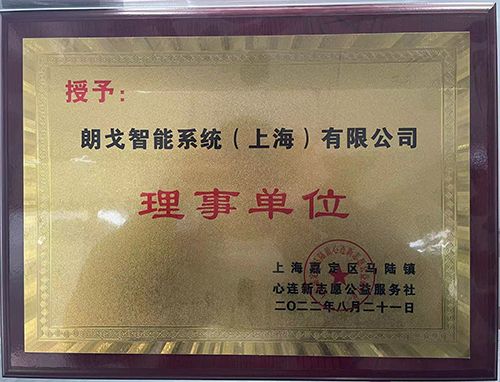 授予：
朗戈智能系统（上海）有限公司
理事单位
上海嘉定区马陆镇
心连新志愿公益服务社
二〇二二年八月二十一日